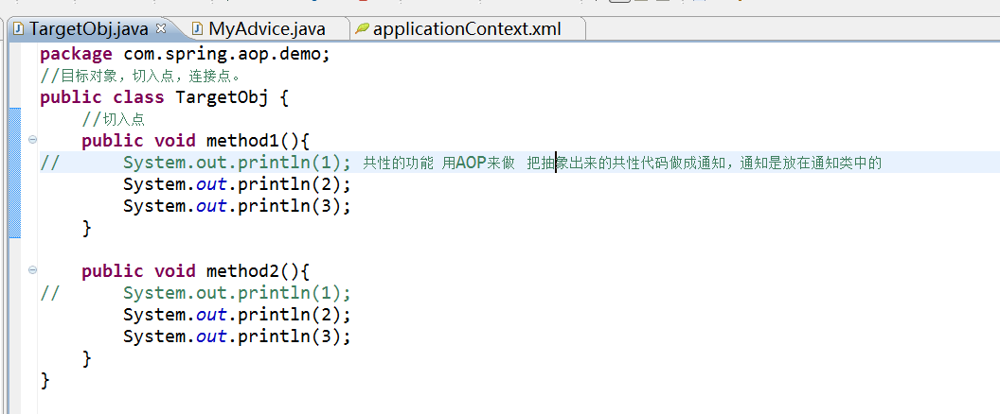 TargetObj.java MyAdvice.java applicationContext.xml
package com.spring.aop.demo;
//目标对象，切入点，连接点。
public class TargetObj {
//切入点
public void method1(){
// System.out.println(1); 共性的功能 用AOP来做 把抽象出来的共性代码做成通知，通知是放在通知类中的
System.out.println(2);
System.out.println(3);
}
public void method2(){
// System.out.println(1);
System.out.println(2);
System.out.println(3);
}
}